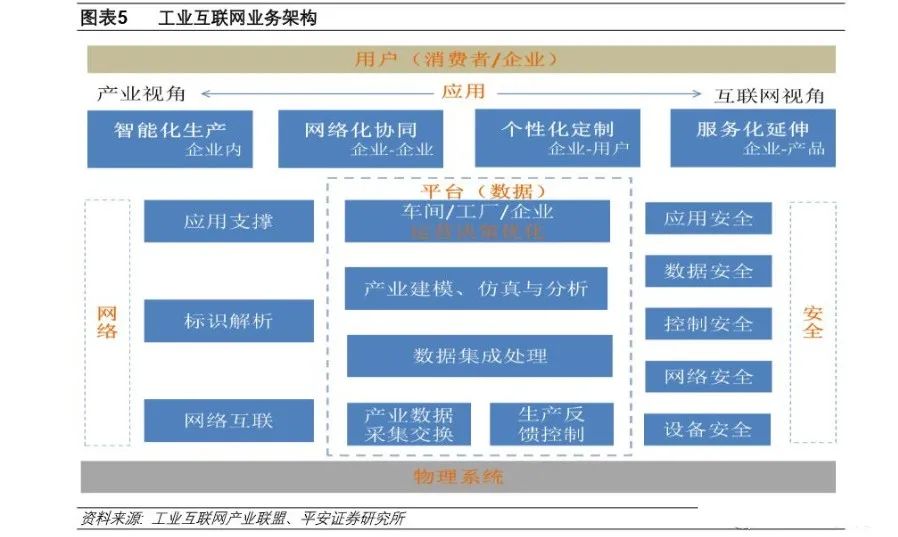 图表5 工业互联网业务架构
用户（消费者/企业）
产业视角
应用
互联网视角
智能化生产
企业内
网络化协同
企业-企业
个性化定制
企业-用户
服务化延伸
企业-产品
网络
应用支撑
标识解析
网络互联
平台（数据）
车间/工厂/企业
运营决策优化
产业建模、仿真与分析
数据集成处理
产业数据
采集交换
生产反
馈控制
应用安全
数据安全
控制安全
网络安全
设备安全
安全
物理系统
资料来源: 工业互联网产业联盟、平安证券研究所